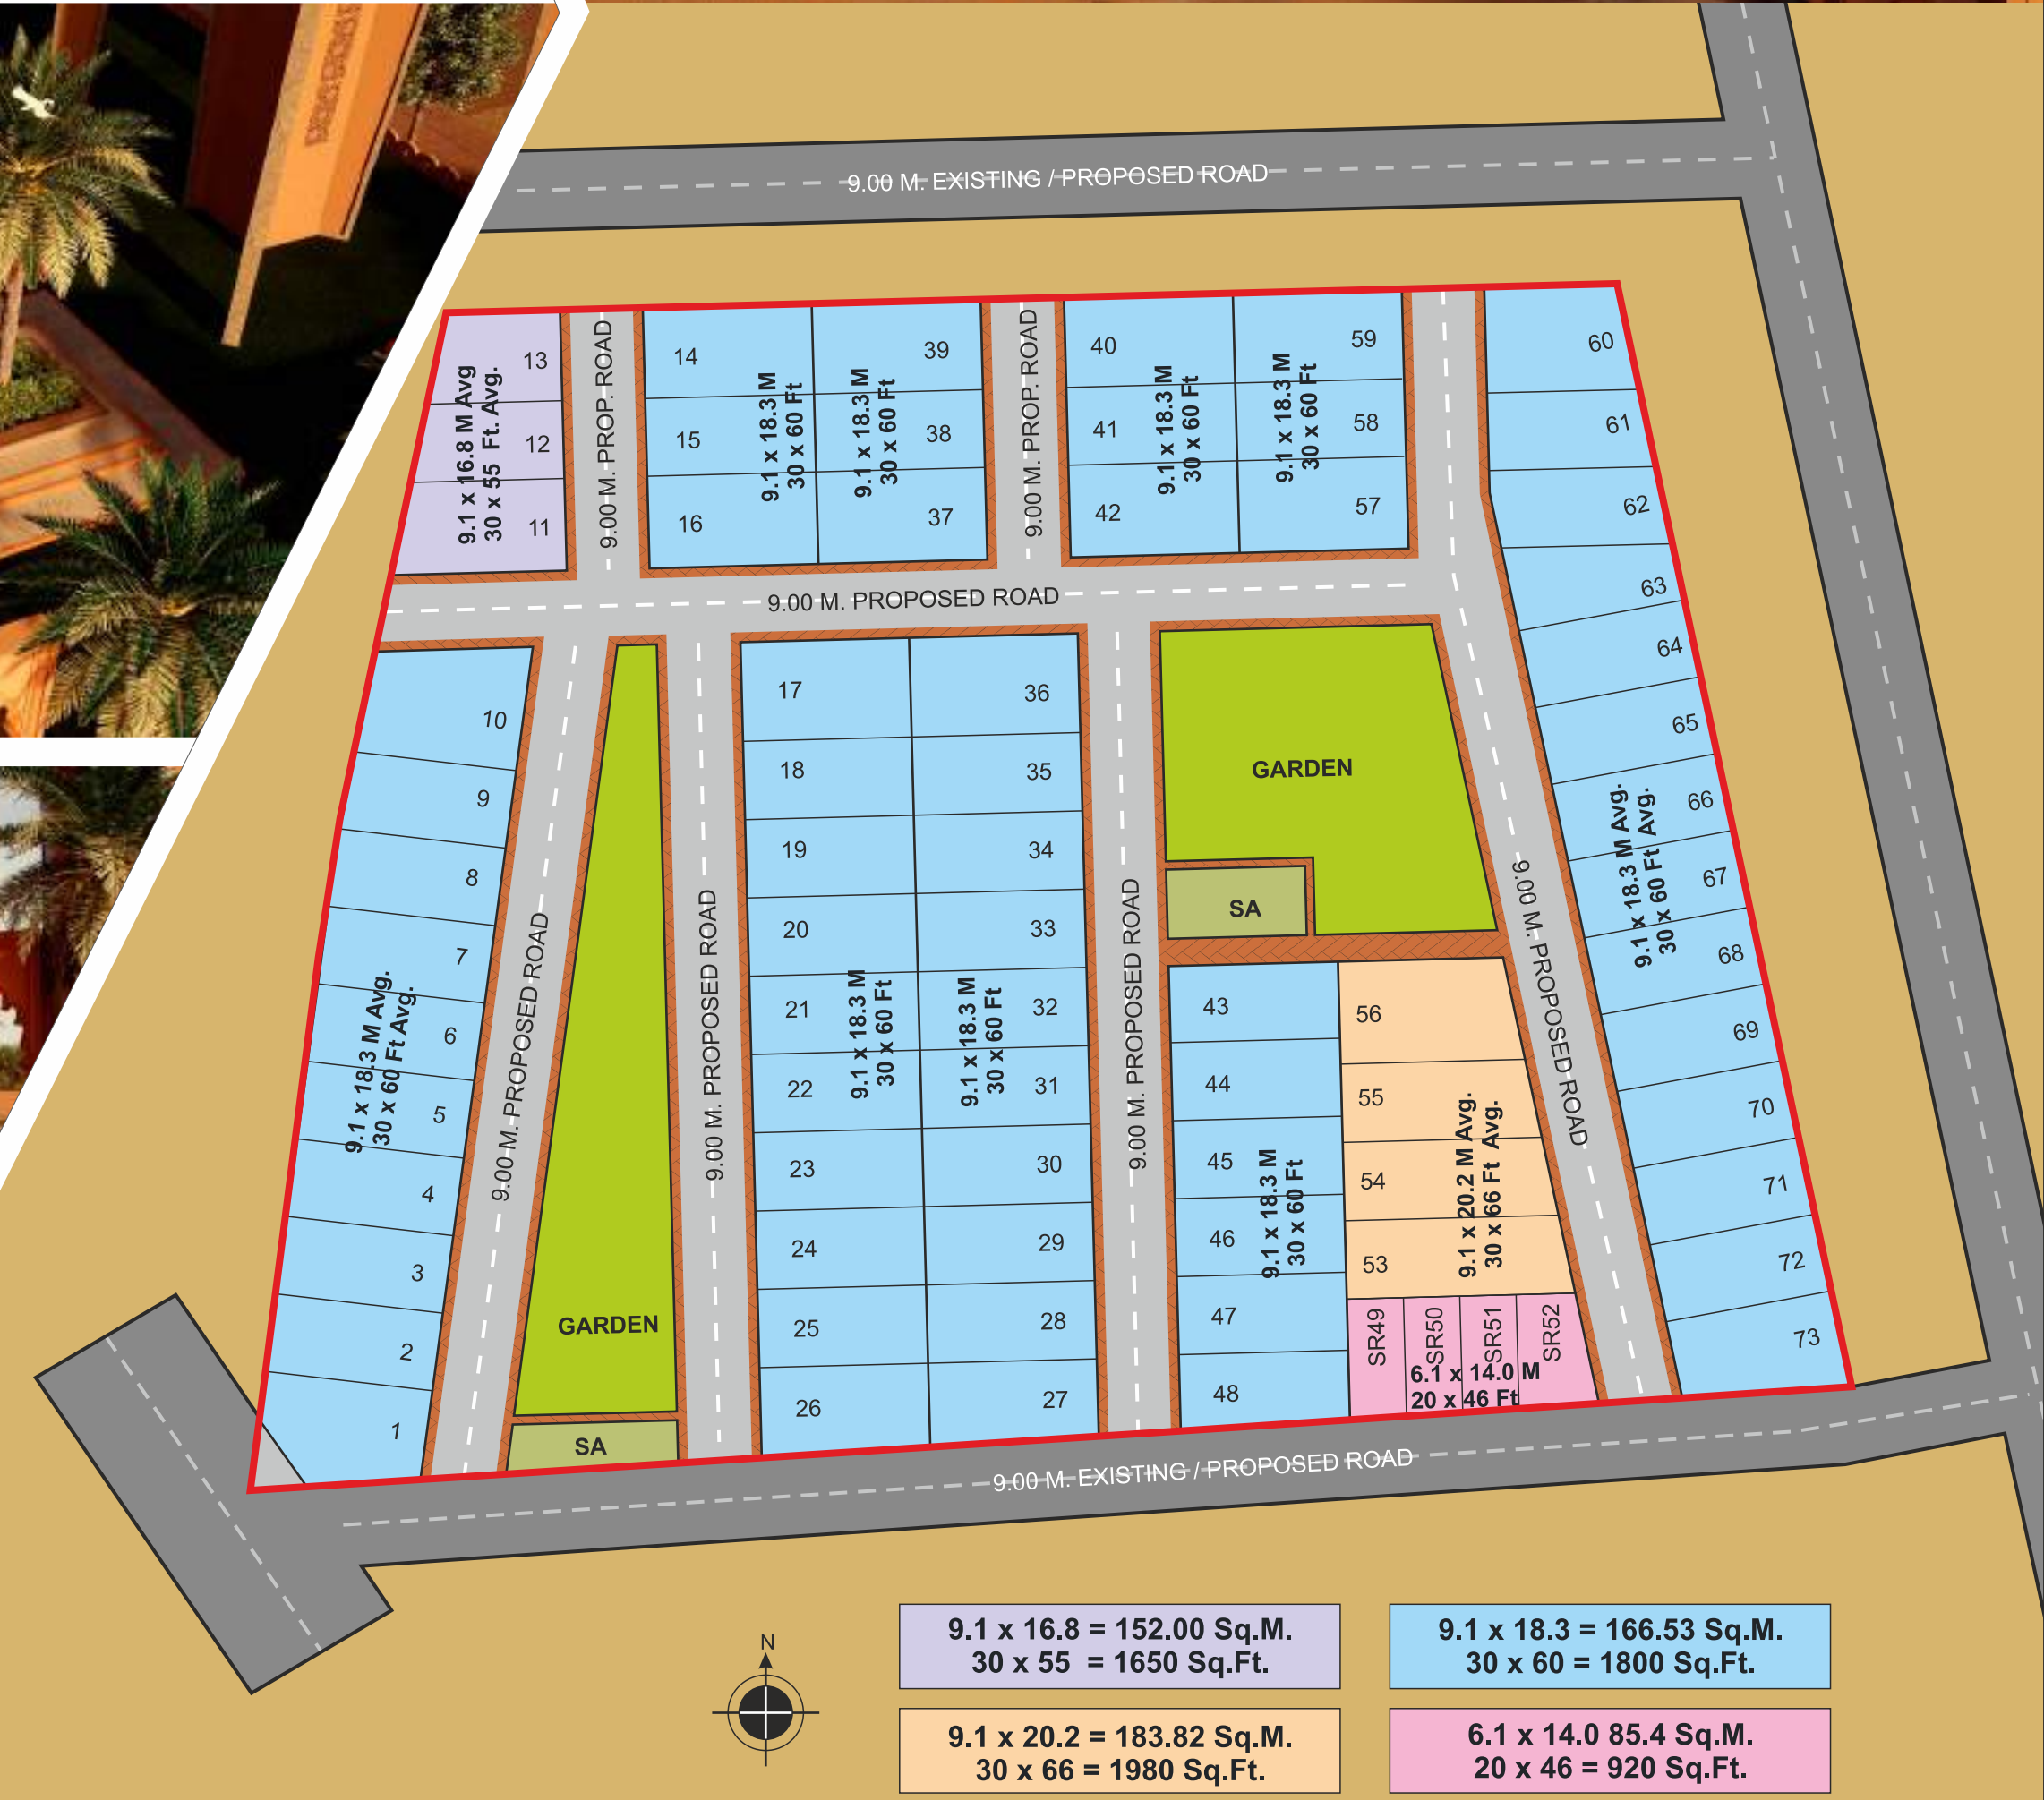 9.00 M. EXISTING / PROPOSED ROAD
13
12
11
9.1 x 16.8 M Avg
30 x 55 Ft. Avg.
9.00 M. PROP. ROAD
14
15
16
9.1 x 18.3 M
30 x 60 Ft
39
38
37
9.1 x 18.3 M
30 x 60 Ft
9.00 M. PROP. ROAD
40
41
42
9.1 x 18.3 M
30 x 60 Ft
59
58
57
9.1 x 18.3 M
30 x 60 Ft
60
61
62
63
64
65
66
67
68
69
70
71
72
73
9.1 x 18.3 M Avg.
30 x 60 Ft Avg.
9.00 M. PROPOSED ROAD
10
9
8
7
6
5
4
3
2
1
9.1 x 18.3 M Avg.
30 x 60 Ft Avg.
9.00 M. PROPOSED ROAD
GARDEN
SA
9.00 M. PROPOSED ROAD
17
18
19
20
21
22
23
24
25
26
9.1 x 18.3 M
30 x 60 Ft
36
35
34
33
32
31
30
29
28
27
9.1 x 18.3 M
30 x 60 Ft
9.00 M. PROPOSED ROAD
GARDEN
SA
43
44
45
46
47
48
9.1 x 18.3 M
30 x 60 Ft
56
55
54
53
9.1 x 20.2 M Avg.
30 x 66 Ft Avg.
SR49
SR50
SR51
SR52
6.1 x 14.0 M
20 x 46 Ft
9.00 M. PROPOSED ROAD
9.00 M. EXISTING / PROPOSED ROAD
N
9.1 x 16.8 = 152.00 Sq.M.
30 x 55 = 1650 Sq.Ft.
9.1 x 18.3 = 166.53 Sq.M.
30 x 60 = 1800 Sq.Ft.
9.1 x 20.2 = 183.82 Sq.M.
30 x 66 = 1980 Sq.Ft.
6.1 x 14.0 85.4 Sq.M.
20 x 46 = 920 Sq.Ft.